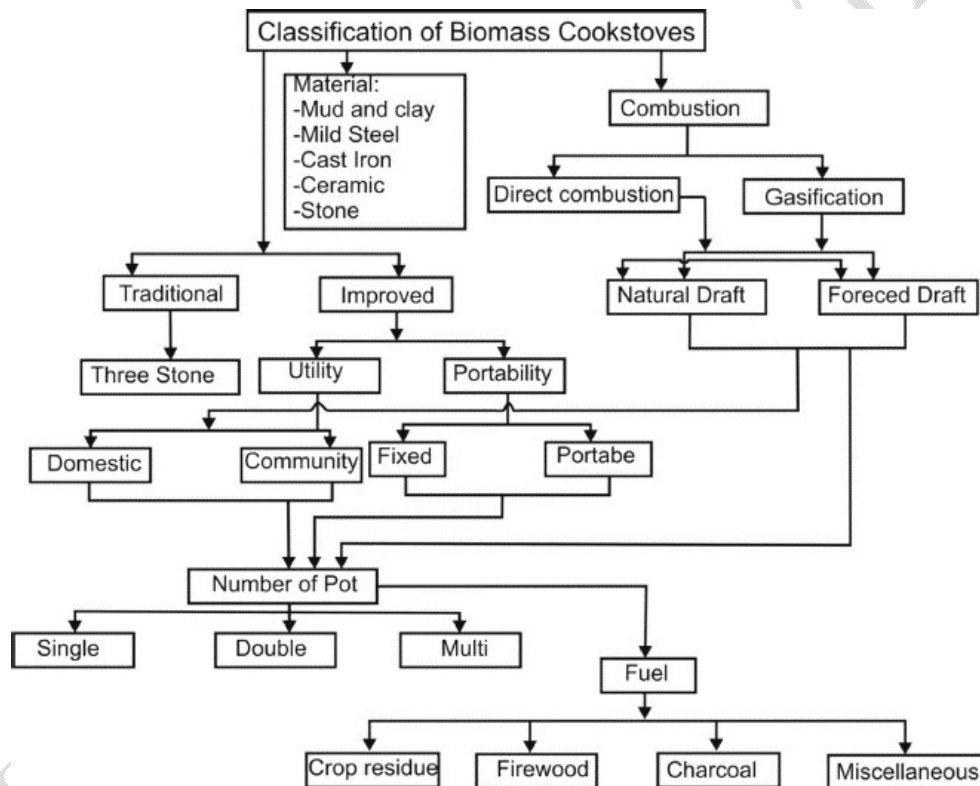 Classification of Biomass Cookstoves
Material:
-Mud and clay
-Mild Steel
-Cast Iron
-Ceramic
-Stone
Combustion
Direct combustion
Gasification
Traditional
Improved
Natural Draft
Foreced Draft
Three Stone
Utility
Portability
Domestic
Community
Fixed
Portabe
Number of Pot
Single
Double
Multi
Fuel
Crop residue
Firewood
Charcoal
Miscellaneous